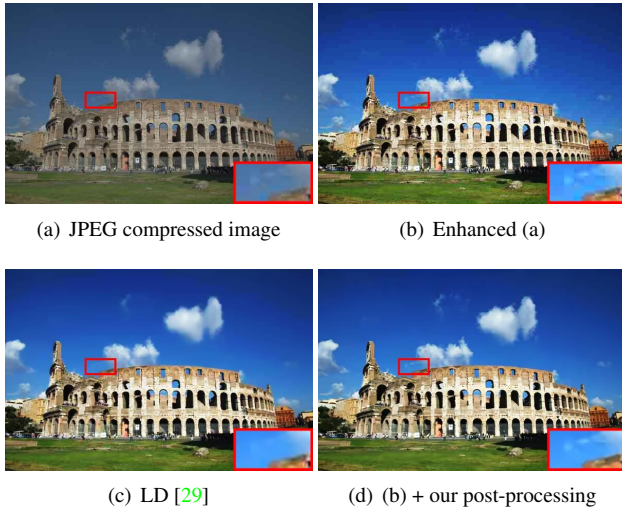 (a) JPEG compressed image
(b) Enhanced (a)
(c) LD [29]
(d) (b) + our post-processing